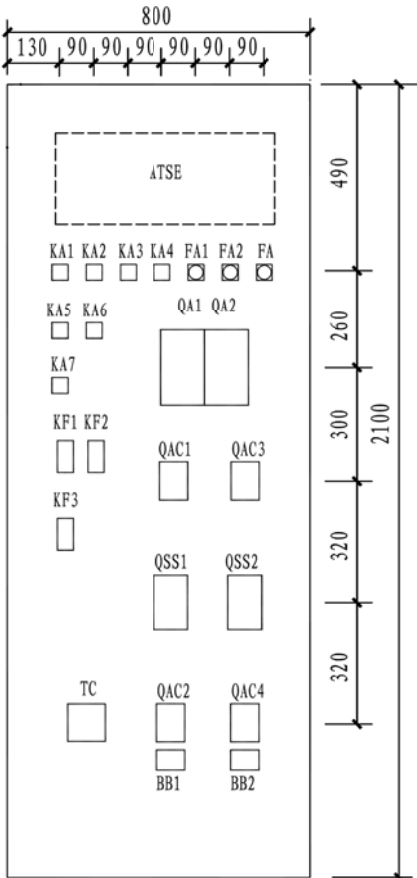 800
130 90 90 90 90 90 90
ATSE
490
KA1 KA2 KA3 KA4 FA1 FA2 FA
KA5 KA6 QA1 QA2
260
KA7
300
2100
KF1 KF2 QAC1 QAC3
KF3
320
QSS1 QSS2
320
TC QAC2 QAC4
BB1 BB2